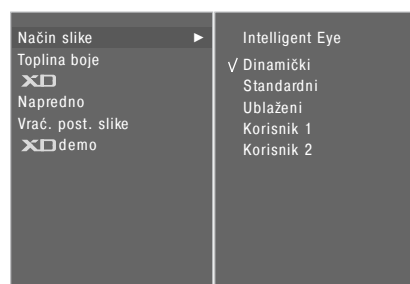 Način slike
Toplina boje
XD
Napredno
Vrać. post. slike
XD demo
Intelligent Eye
Dinamički
Standardni
Ublaženi
Korisnik 1
Korisnik 2